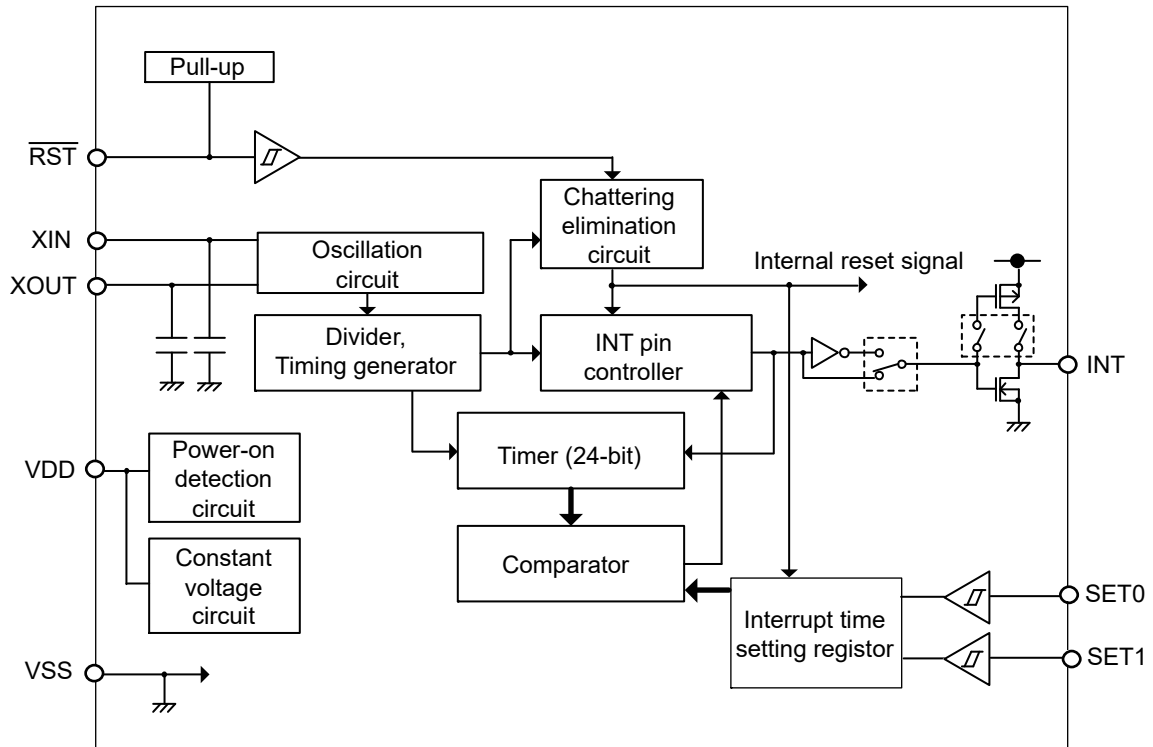 Pull-up
RST
Chattering
elimination
circuit
XIN
Oscillation
circuit
XOUT
Internal reset signal
Divider,
Timing generator
INT pin
controller
INT
Power-on
detection
circuit
VDD
Timer (24-bit)
Constant
voltage
circuit
Comparator
SET0
Interrupt time
setting registor
SET1
VSS